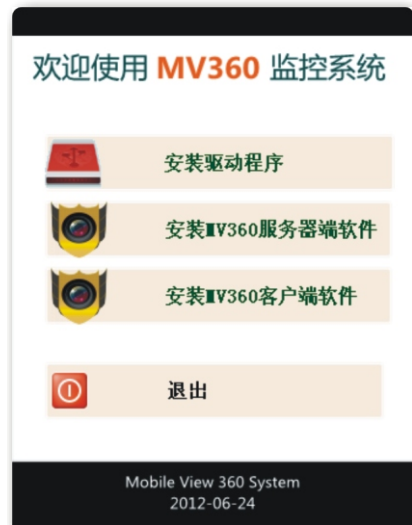 欢迎使用 MV360 监控系统
安装驱动程序
安装MV360服务器端软件
安装MV360客户端软件
退出
Mobile View 360 System
2012-06-24